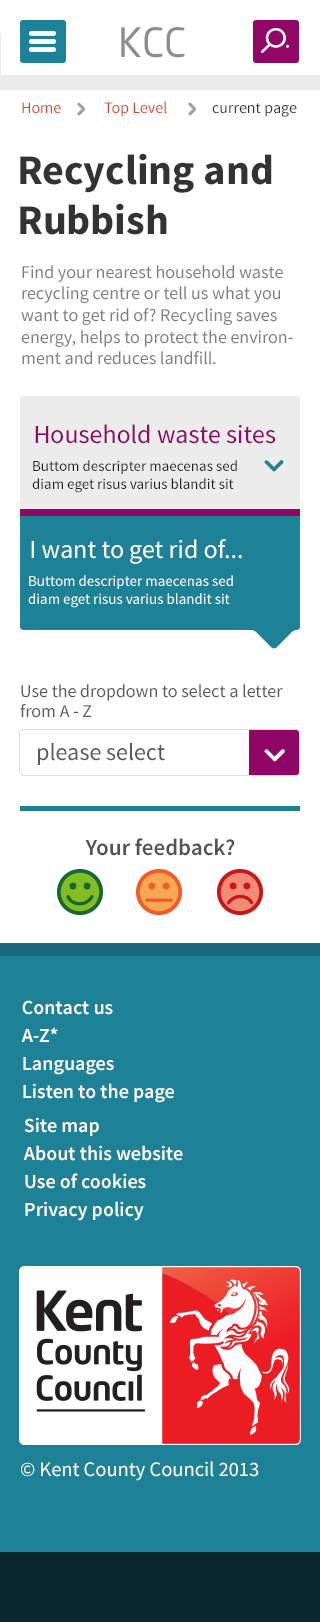 KCC
Home Top Level current page
Recycling and
Rubbish
Find your nearest household waste
recycling centre or tell us what you
want to get rid of? Recycling saves
energy, helps to protect the environ-
ment and reduces landfill.
Household waste sites
Buttom descripter maecenas sed
diam eget risus varius blandit sit
I want to get rid of...
Buttom descripter maecenas sed
diam eget risus varius blandit sit
Use the dropdown to select a letter
from A - Z
please select
Your feedback?
Contact us
A-Z*
Languages
Listen to the page
Site map
About this website
Use of cookies
Privacy policy
Kent
County
Council
© Kent County Council 2013